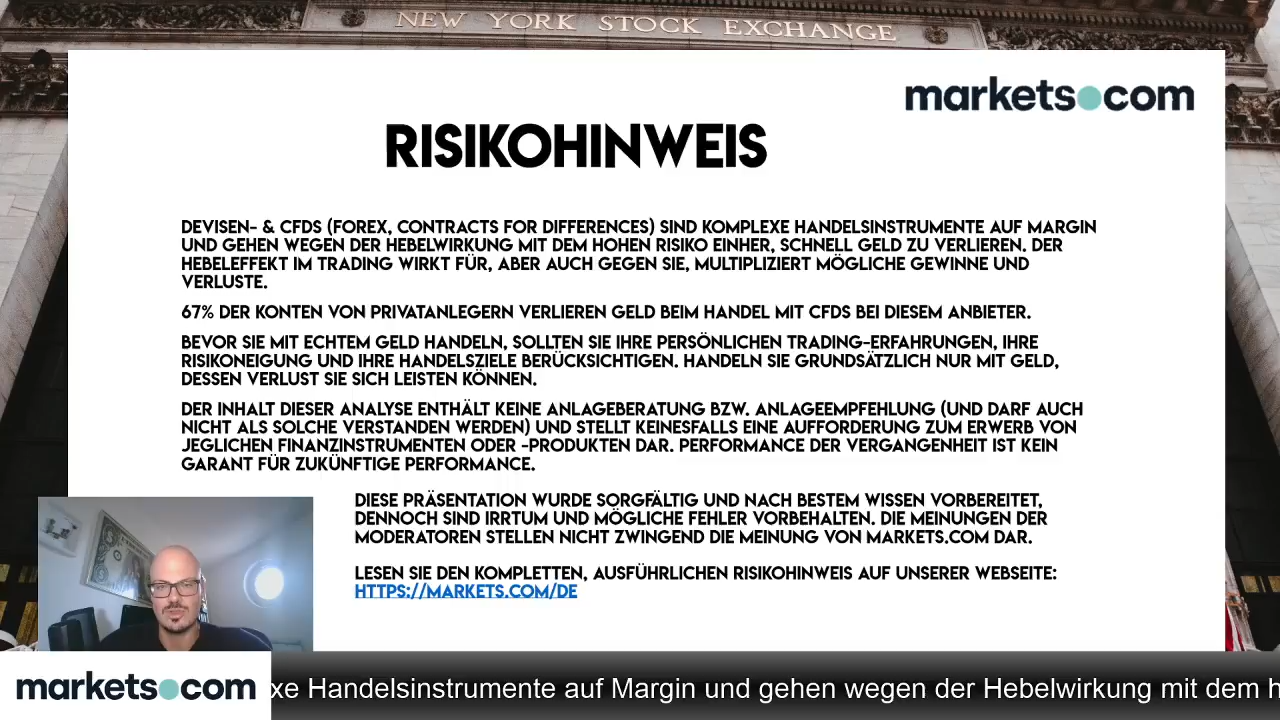 NEW YORK STOCK EXCHANGE
markets.com
RISIKOHINWEIS
DEVISEN- & CFDS (FOREX, CONTRACTS FOR DIFFERENCES) SIND KOMPLEXE HANDELSINSTRUMENTE AUF MARGIN
UND GEHEN WEGEN DER HEBELWIRKUNG MIT DEM HOHEN RISIKO EINHER, SCHNELL GELD ZU VERLIEREN. DER
HEBELEFFEKT IM TRADING WIRKT FÜR, ABER AUCH GEGEN SIE, MULTIPLIZIERT MÖGLICHE GEWINNE UND
VERLUSTE.
67% DER KONTEN VON PRIVATANLEGERN VERLIEREN GELD BEIM HANDEL MIT CFDS BEI DIESEM ANBIETER.
BEVOR SIE MIT ECHTEM GELD HANDELN, SOLLTEN SIE IHRE PERSÖNLICHEN TRADING-ERFAHRUNGEN, IHRE
RISIKONEIGUNG UND IHRE HANDELSZIELE BERÜCKSICHTIGEN. HANDELN SIE GRUNDSÄTZLICH NUR MIT GELD,
DESSEN VERLUST SIE SICH LEISTEN KÖNNEN.
DER INHALT DIESER ANALYSE ENTHÄLT KEINE ANLAGEBERATUNG BZW. ANLAGEEMPFEHLUNG (UND DARF AUCH
NICHT ALS SOLCHE VERSTANDEN WERDEN) UND STELLT KEINESFALLS EINE AUFFORDERUNG ZUM ERWERB VON
JEGLICHEN FINANZINSTRUMENTEN ODER -PRODUKTEN DAR. PERFORMANCE DER VERGANGENHEIT IST KEIN
GARANT FÜR ZUKÜNFTIGE PERFORMANCE.
DIESE PRÄSENTATION WURDE SORGFÄLTIG UND NACH BESTEM WISSEN VORBEREITET,
DENNOCH SIND IRRTUM UND MÖGLICHE FEHLER VORBEHALTEN. DIE MEINUNGEN DER
MODERATOREN STELLEN NICHT ZWINGEND DIE MEINUNG VON MARKETS.COM DAR.
LESEN SIE DEN KOMPLETTEN, AUSFÜHRLICHEN RISIKOHINWEIS AUF UNSERER WEBSEITE:
HTTPS://MARKETS.COM/DE
markets.com
xe Handelsinstrumente auf Margin und gehen wegen der Hebelwirkung mit dem h